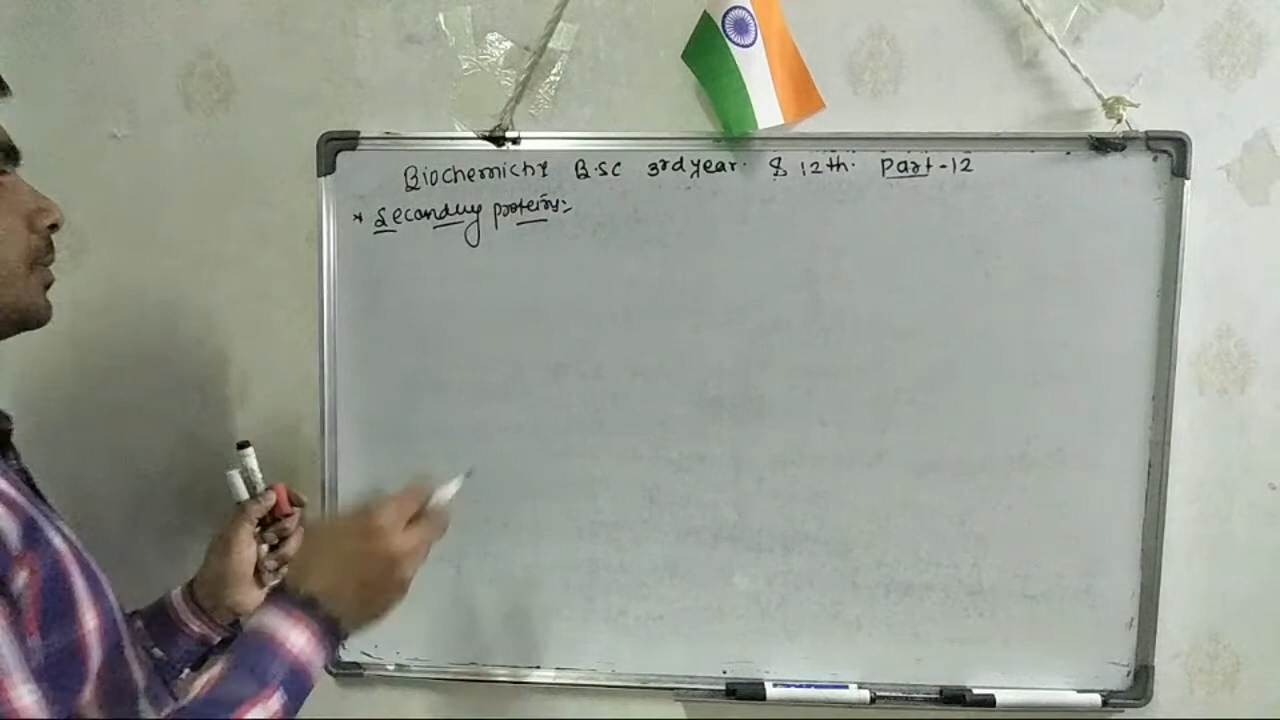 Biochemistry B.SC 3rd year. & 12th. Part-12
* Secondary proteins:-